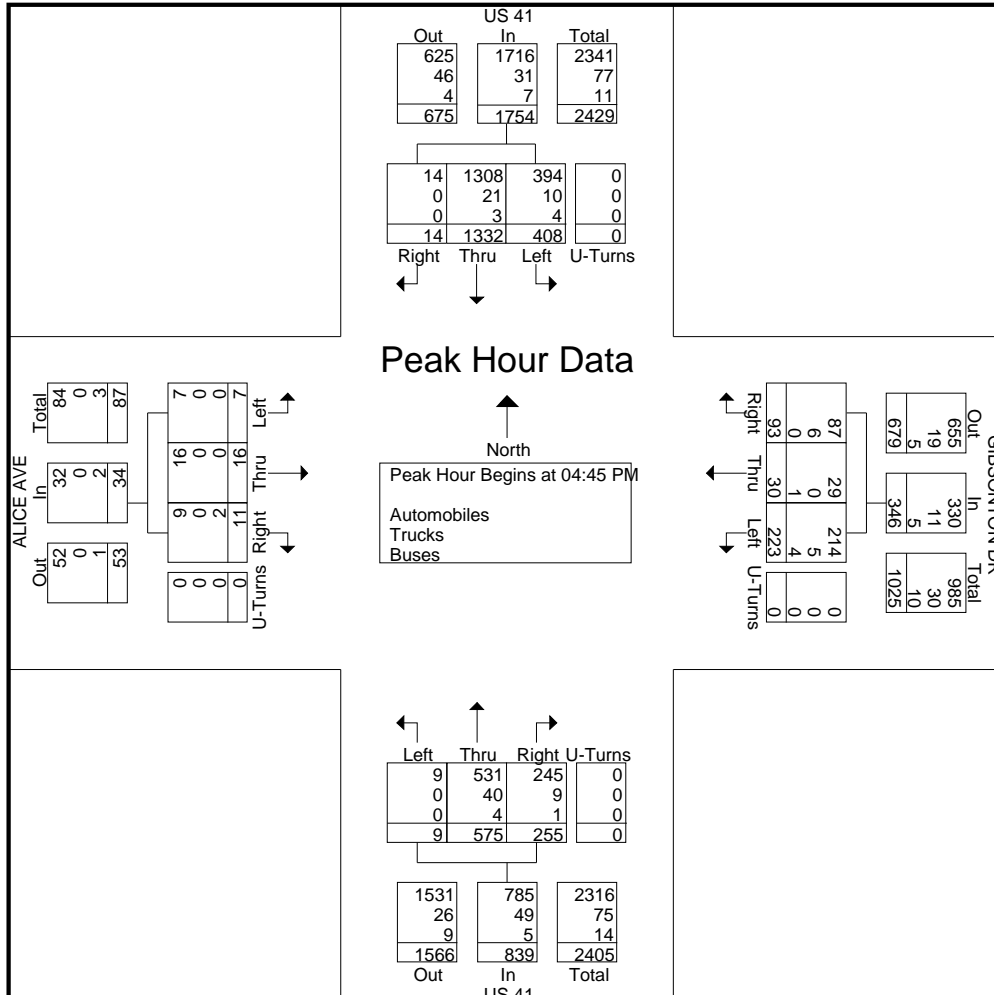 US 41
Out In Total
625 1716 2341
46 31 77
4 7 11
675 1754 2429
14 1308 394 0
0 21 10 0
0 3 4 0
14 1332 408 0
Right Thru Left U-Turns
Peak Hour Data
North
Peak Hour Begins at 04:45 PM
Automobiles
Trucks
Buses
ALICE AVE
Total In Out
84 32 52
0 0 0
3 2 1
87 34 53
7 16 9 0
0 0 0 0
0 0 2 0
7 16 11 0
Left Thru Right U-Turns
Right Thru Left U-Turns
93 30 223 0
0 1 4 0
6 0 5 0
87 29 214 0
Out In Total
655 330 985
19 11 30
5 5 10
679 346 1025
GIBSONTON DR
Left Thru Right U-Turns
9 531 245 0
0 40 9 0
0 4 1 0
9 575 255 0
1531 785 2316
26 49 75
9 5 14
1566 839 2405
Out In Total
US 41